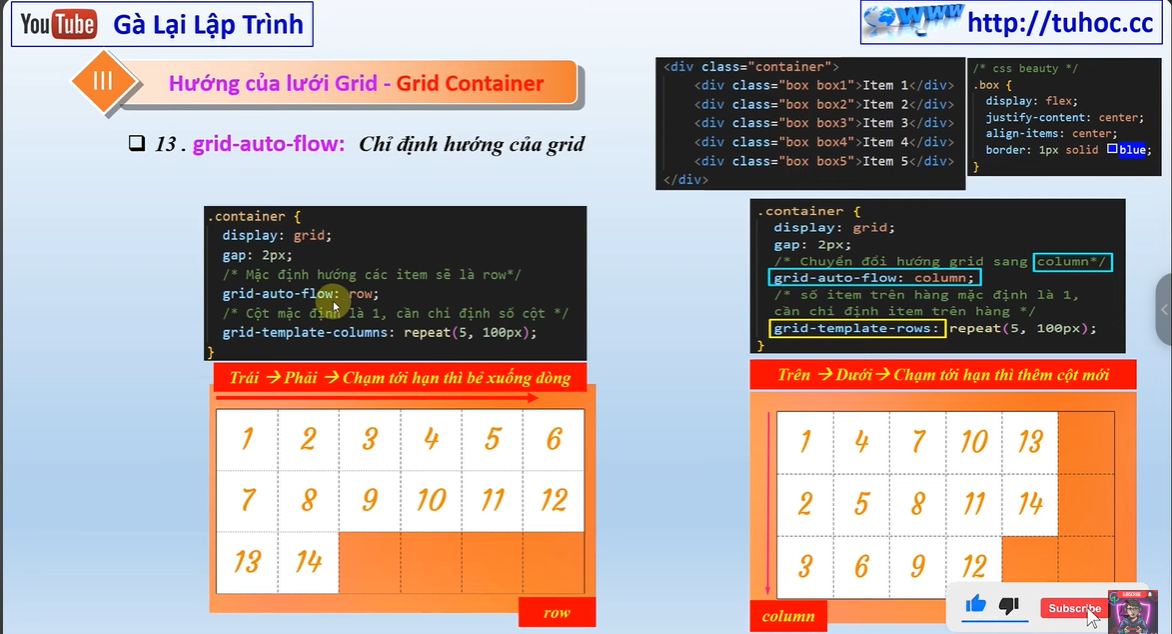 YouTube Gà Lại Lập Trình
www http://tuhoc.cc
III
Hướng của lưới Grid - Grid Container
13 . grid-auto-flow: Chỉ định hướng của grid
<div class="container">
<div class="box box1">Item 1</div>
<div class="box box2">Item 2</div>
<div class="box box3">Item 3</div>
<div class="box box4">Item 4</div>
<div class="box box5">Item 5</div>
</div>
/* css beauty */
.box {
display: flex;
justify-content: center;
align-items: center;
border: 1px solid blue;
}
.container {
display: grid;
gap: 2px;
/* Mặc định hướng các item sẽ là row*/
grid-auto-flow: row;
/* Cột mặc định là 1, cần chỉ định số cột */
grid-template-columns: repeat(5, 100px);
}
Trái → Phải → Chạm tới hạn thì bẻ xuống dòng
1 2 3 4 5 6
7 8 9 10 11 12
13 14
row
.container {
display: grid;
gap: 2px;
/* Chuyển đổi hướng grid sang column*/
grid-auto-flow: column;
/* số item trên hàng mặc định là 1,
cần chỉ định item trên hàng */
grid-template-rows: repeat(5, 100px);
}
Trên → Dưới → Chạm tới hạn thì thêm cột mới
1 4 7 10 13
2 5 8 11 14
3 6 9 12
column
Subscribe